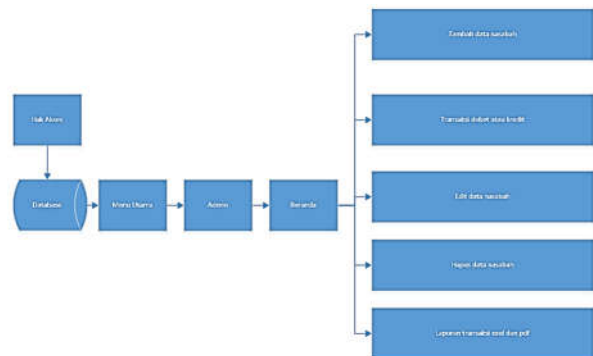 Tambah data nasabah
Hak Akses
Transaksi debet atau kredit
Database
Menu Utama
Admin
Beranda
Edit data nasabah
Hapus data nasabah
Laporan transaksi exel dan pdf